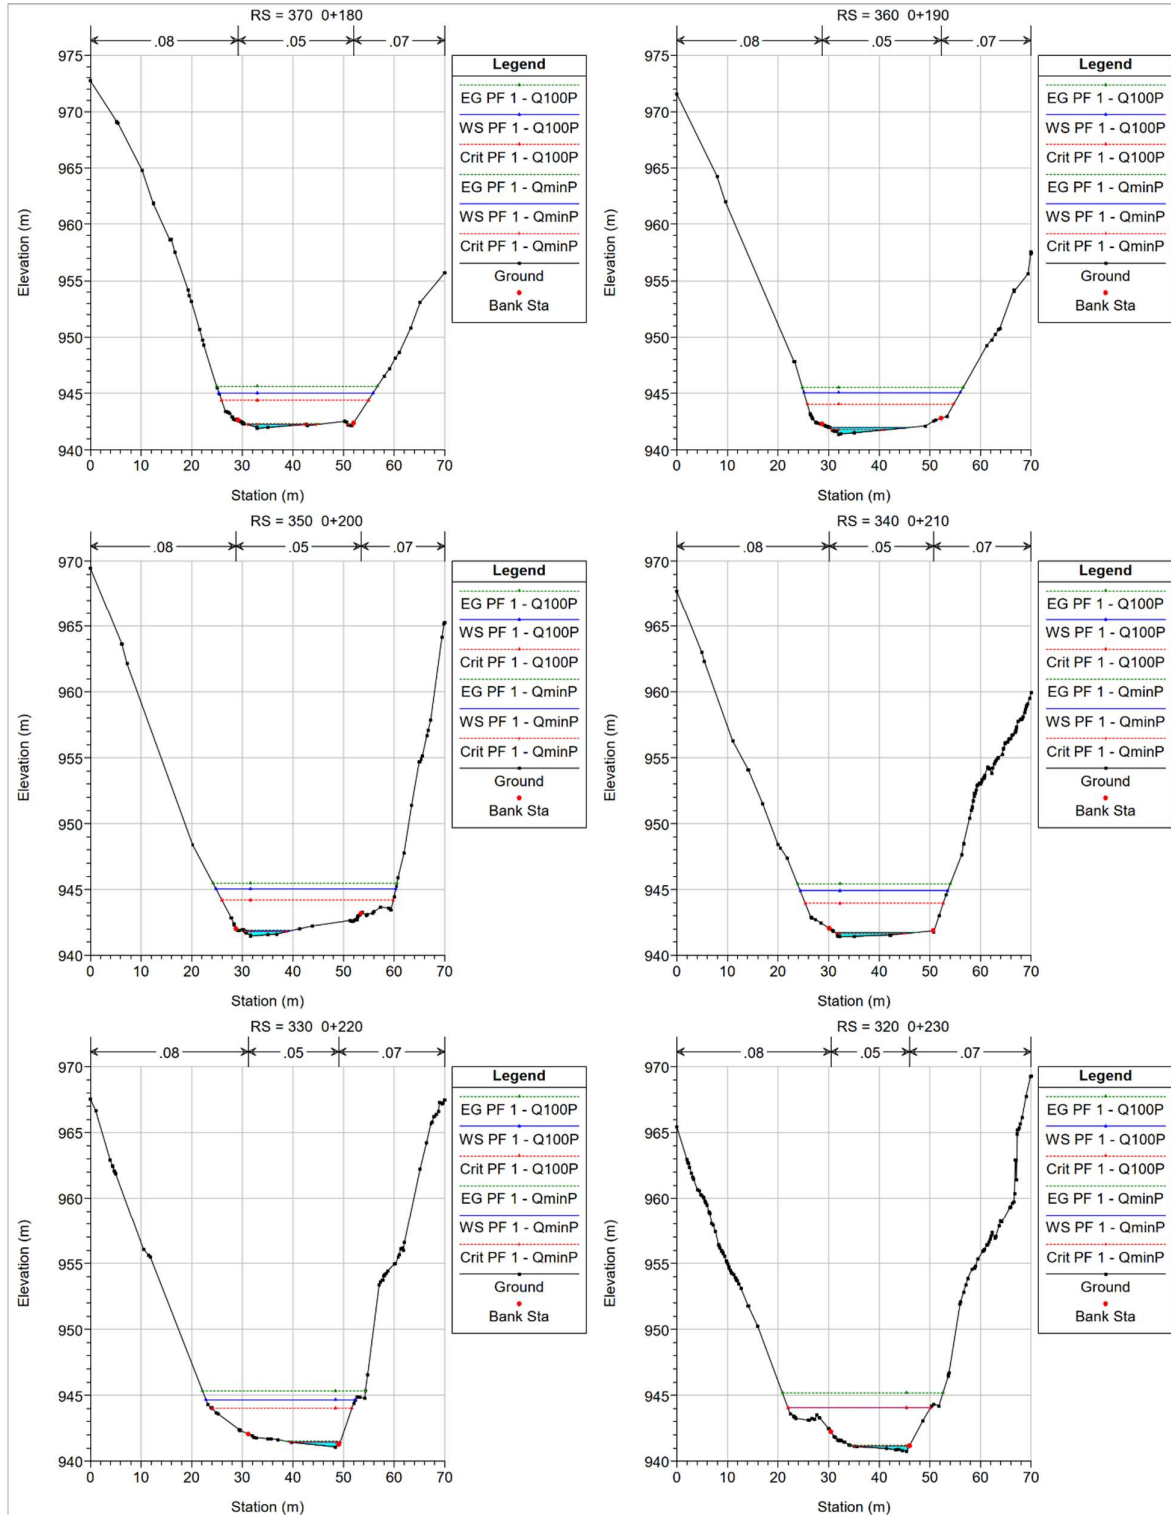 RS = 370 0+180
.08 .05 .07
975
970
965
960
955
950
945
940
Elevation (m)
0 10 20 30 40 50 60 70
Station (m)
Legend
EG PF 1 - Q100P
WS PF 1 - Q100P
Crit PF 1 - Q100P
EG PF 1 - QminP
WS PF 1 - QminP
Crit PF 1 - QminP
Ground
Bank Sta
RS = 360 0+190
.08 .05 .07
975
970
965
960
955
950
945
940
Elevation (m)
0 10 20 30 40 50 60 70
Station (m)
Legend
EG PF 1 - Q100P
WS PF 1 - Q100P
Crit PF 1 - Q100P
EG PF 1 - QminP
WS PF 1 - QminP
Crit PF 1 - QminP
Ground
Bank Sta
RS = 350 0+200
.08 .05 .07
970
965
960
955
950
945
940
Elevation (m)
0 10 20 30 40 50 60 70
Station (m)
Legend
EG PF 1 - Q100P
WS PF 1 - Q100P
Crit PF 1 - Q100P
EG PF 1 - QminP
WS PF 1 - QminP
Crit PF 1 - QminP
Ground
Bank Sta
RS = 340 0+210
.08 .05 .07
970
965
960
955
950
945
940
Elevation (m)
0 10 20 30 40 50 60 70
Station (m)
Legend
EG PF 1 - Q100P
WS PF 1 - Q100P
Crit PF 1 - Q100P
EG PF 1 - QminP
WS PF 1 - QminP
Crit PF 1 - QminP
Ground
Bank Sta
RS = 330 0+220
.08 .05 .07
970
965
960
955
950
945
940
Elevation (m)
0 10 20 30 40 50 60 70
Station (m)
Legend
EG PF 1 - Q100P
WS PF 1 - Q100P
Crit PF 1 - Q100P
EG PF 1 - QminP
WS PF 1 - QminP
Crit PF 1 - QminP
Ground
Bank Sta
RS = 320 0+230
.08 .05 .07
970
965
960
955
950
945
940
Elevation (m)
0 10 20 30 40 50 60 70
Station (m)
Legend
EG PF 1 - Q100P
WS PF 1 - Q100P
Crit PF 1 - Q100P
EG PF 1 - QminP
WS PF 1 - QminP
Crit PF 1 - QminP
Ground
Bank Sta